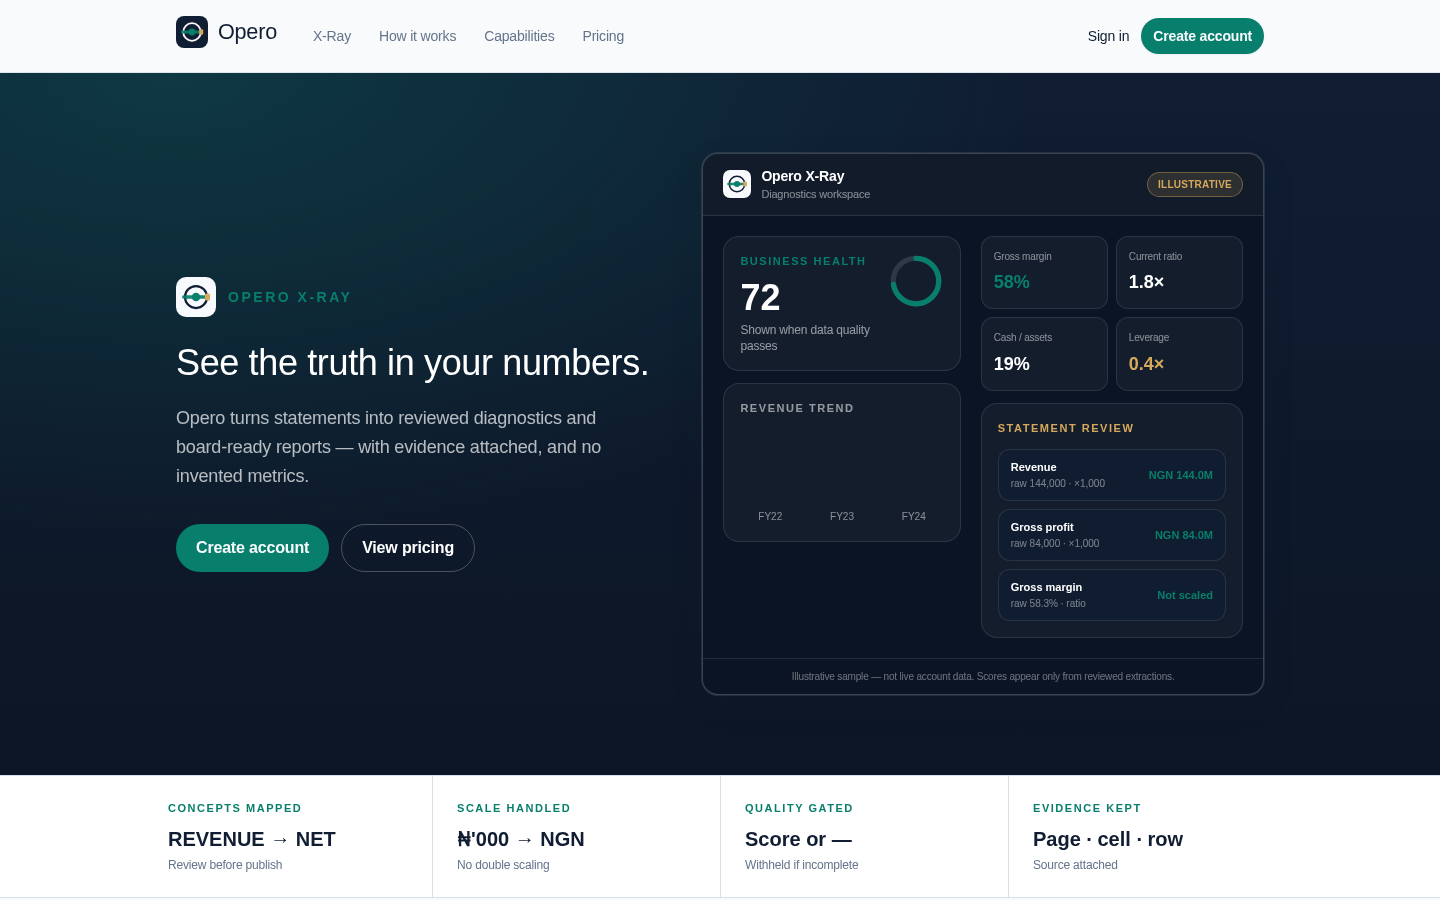 Opero
X-Ray
How it works
Capabilities
Pricing
Sign in
Create account
OPERO X-RAY
See the truth in your numbers.
Opero turns statements into reviewed diagnostics and
board-ready reports — with evidence attached, and no
invented metrics.
Create account
View pricing
Opero X-Ray
Diagnostics workspace
ILLUSTRATIVE
BUSINESS HEALTH
72
Shown when data quality
passes
REVENUE TREND
FY22
FY23
FY24
Gross margin
58%
Current ratio
1.8×
Cash / assets
19%
Leverage
0.4×
STATEMENT REVIEW
Revenue
raw 144,000 · ×1,000
NGN 144.0M
Gross profit
raw 84,000 · ×1,000
NGN 84.0M
Gross margin
raw 58.3% · ratio
Not scaled
Illustrative sample — not live account data. Scores appear only from reviewed extractions.
CONCEPTS MAPPED
REVENUE → NET
Review before publish
SCALE HANDLED
₦'000 → NGN
No double scaling
QUALITY GATED
Score or —
Withheld if incomplete
EVIDENCE KEPT
Page · cell · row
Source attached